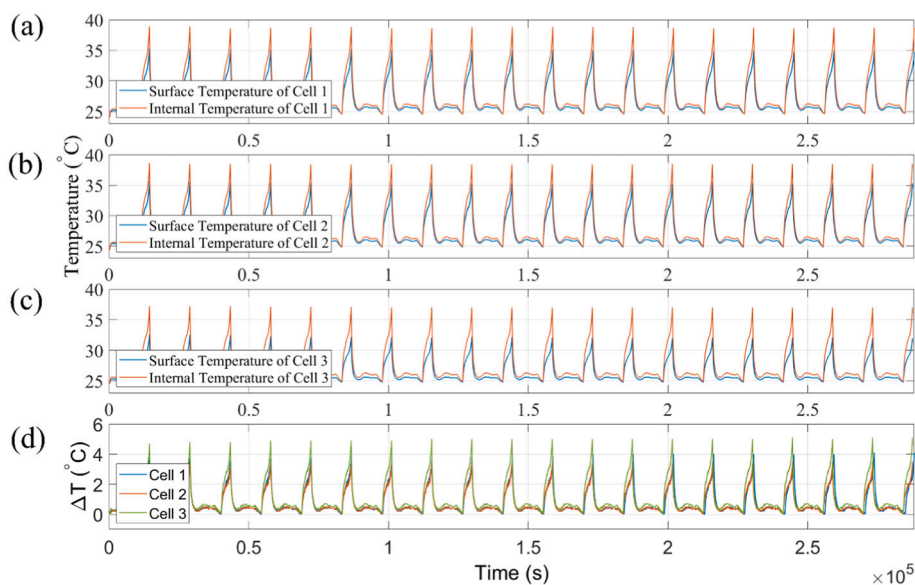 (a)
40
35
30
25
Surface Temperature of Cell 1
Internal Temperature of Cell 1
0 0.5 1 1.5 2 2.5
(b)
40
35
30
25
Surface Temperature of Cell 2
Internal Temperature of Cell 2
0 0.5 1 1.5 2 2.5
Temperature (°C)
(c)
40
35
30
25
Surface Temperature of Cell 3
Internal Temperature of Cell 3
0 0.5 1 1.5 2 2.5
(d)
6
4
2
0
ΔT (°C)
Cell 1
Cell 2
Cell 3
0 0.5 1 1.5 2 2.5
Time (s)
×10⁵